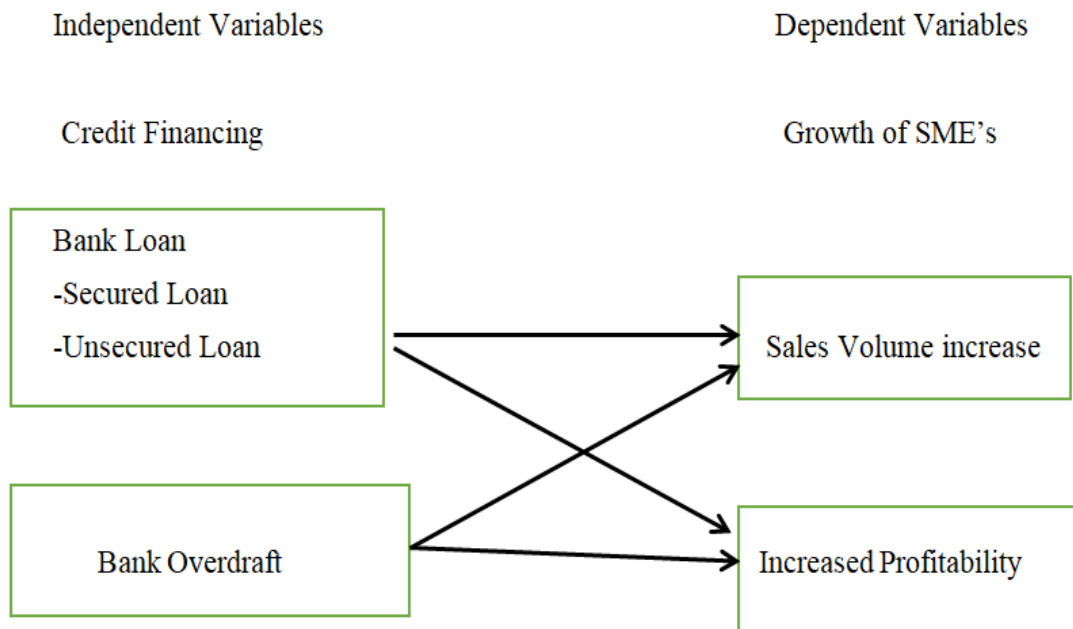 Independent Variables
Dependent Variables
Credit Financing
Growth of SME’s
Bank Loan
-Secured Loan
-Unsecured Loan
Sales Volume increase
Bank Overdraft
Increased Profitability